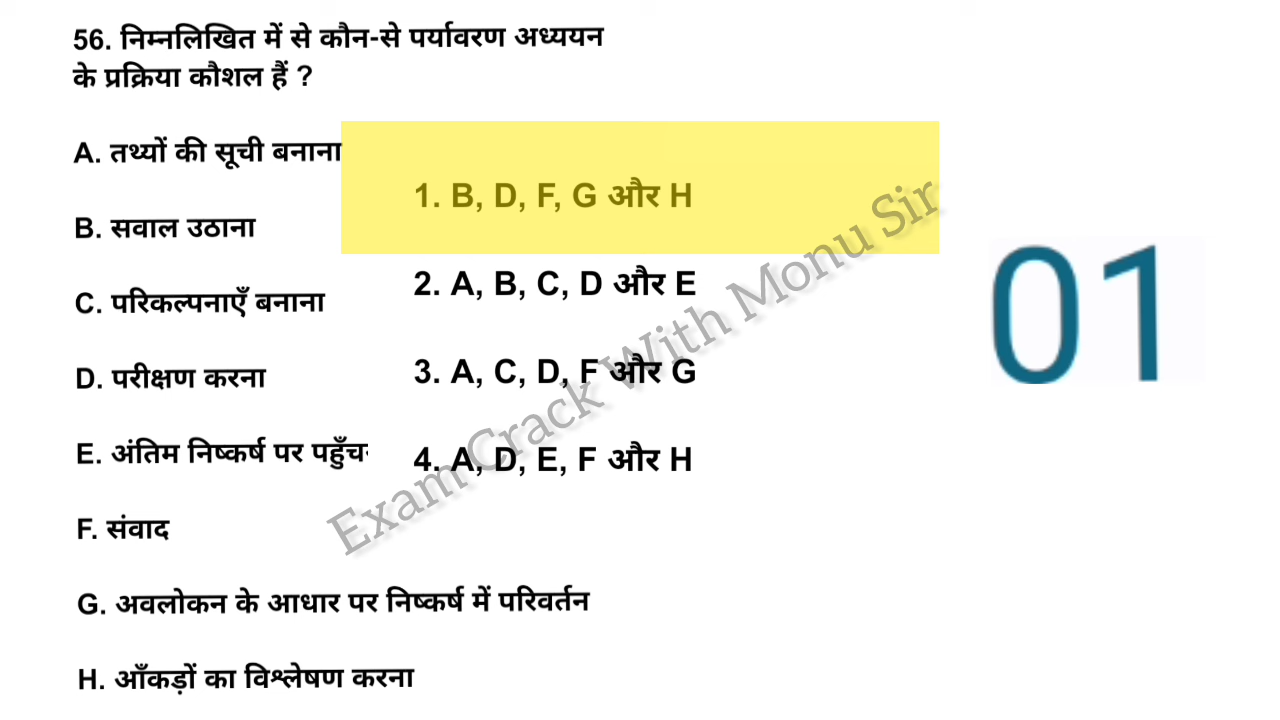 56. निम्नलिखित में से कौन-से पर्यावरण अध्ययन
के प्रक्रिया कौशल हैं ?
A. तथ्यों की सूची बनाना
B. सवाल उठाना
C. परिकल्पनाएँ बनाना
D. परीक्षण करना
E. अंतिम निष्कर्ष पर
F. संवाद
G. अवलोकन के आधार पर निष्कर्ष में परिवर्तन
H. आँकड़ों का विश्लेषण करना
1. B, D, F, G और H
2. A, B, C, D और E
3. A, C, D, F और G
4. A, D, E, F और H
01
Exam Crack With Monu Sir